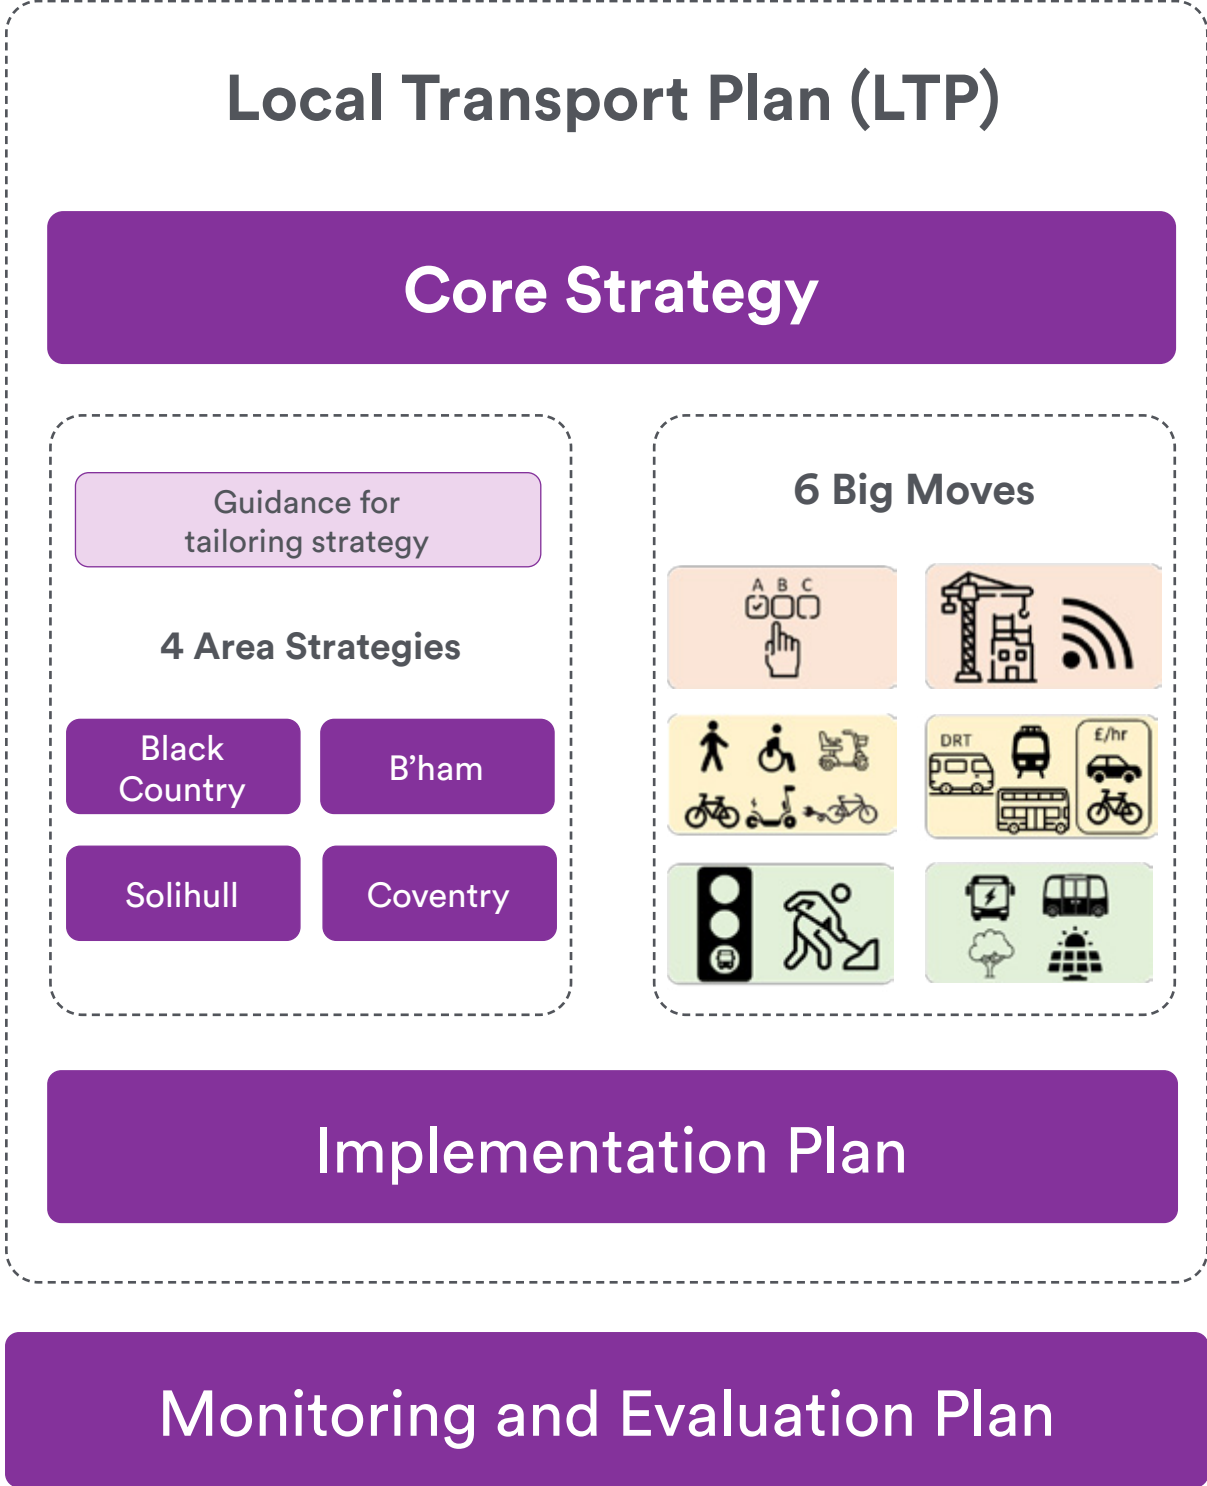 Local Transport Plan (LTP)
Core Strategy
Guidance for
tailoring strategy
4 Area Strategies
Black
Country
B’ham
Solihull
Coventry
6 Big Moves
A B C
DRT
£/hr
Implementation Plan
Monitoring and Evaluation Plan